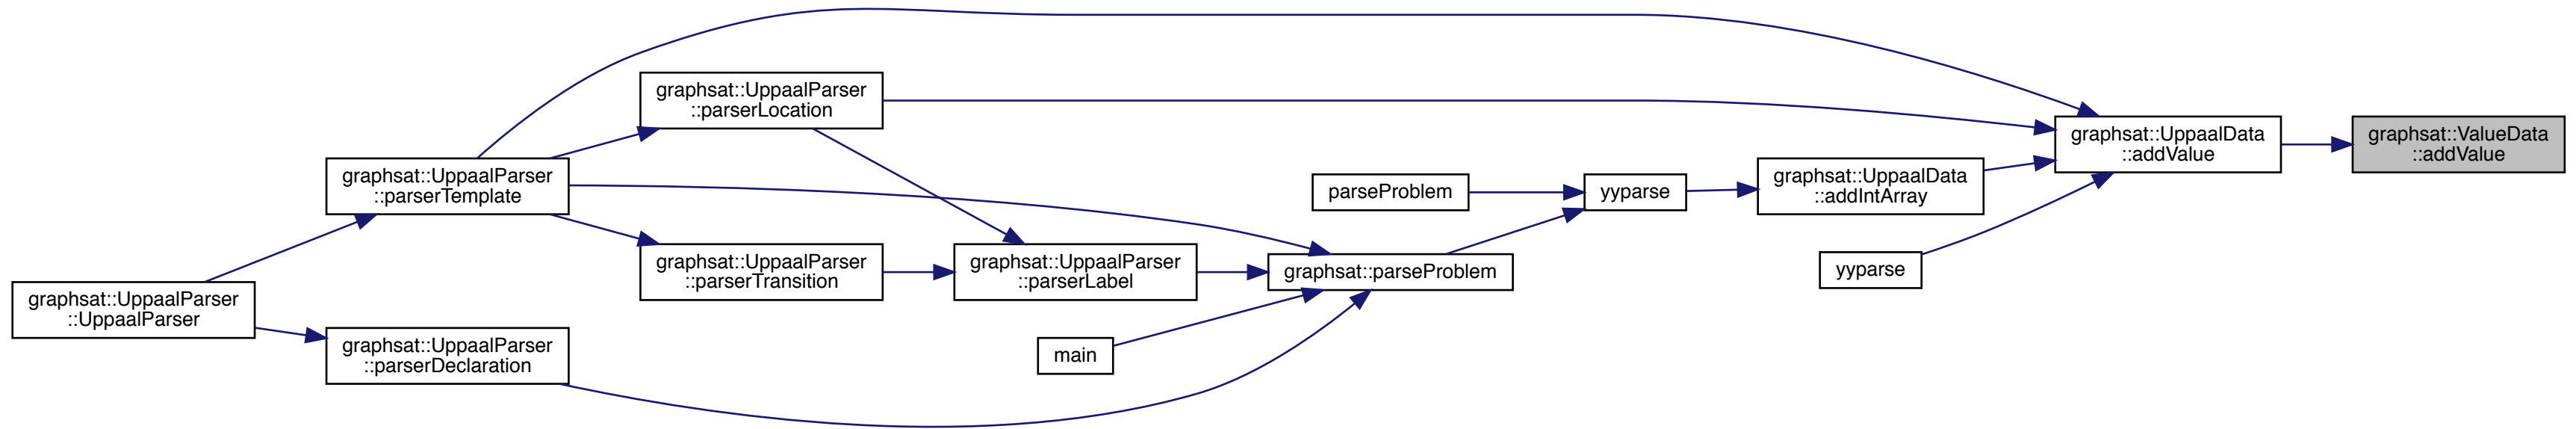 graphsat::UppaalParser
::parserLocation
graphsat::UppaalData
::addValue
graphsat::ValueData
::addValue
graphsat::UppaalParser
::parserTemplate
parseProblem
yyparse
graphsat::UppaalData
::addIntArray
graphsat::UppaalParser
::parserTransition
graphsat::UppaalParser
::parserLabel
graphsat::parseProblem
yyparse
graphsat::UppaalParser
::UppaalParser
graphsat::UppaalParser
::parserDeclaration
main